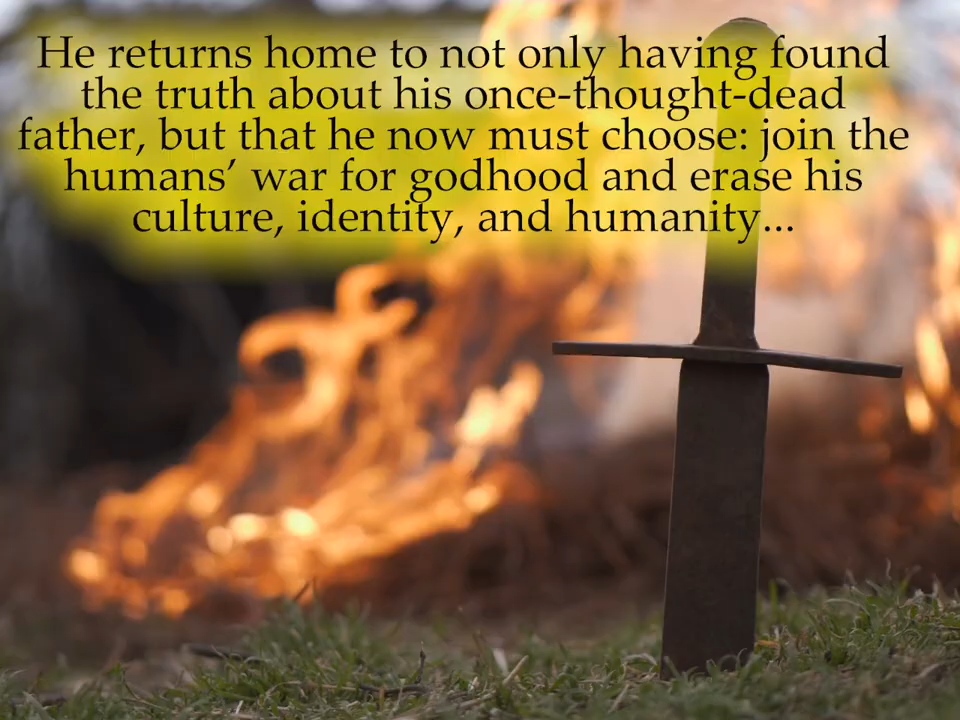 He returns home to not only having found
the truth about his once-thought-dead
father, but that he now must choose: join the
humans’ war for godhood and erase his
culture, identity, and humanity...